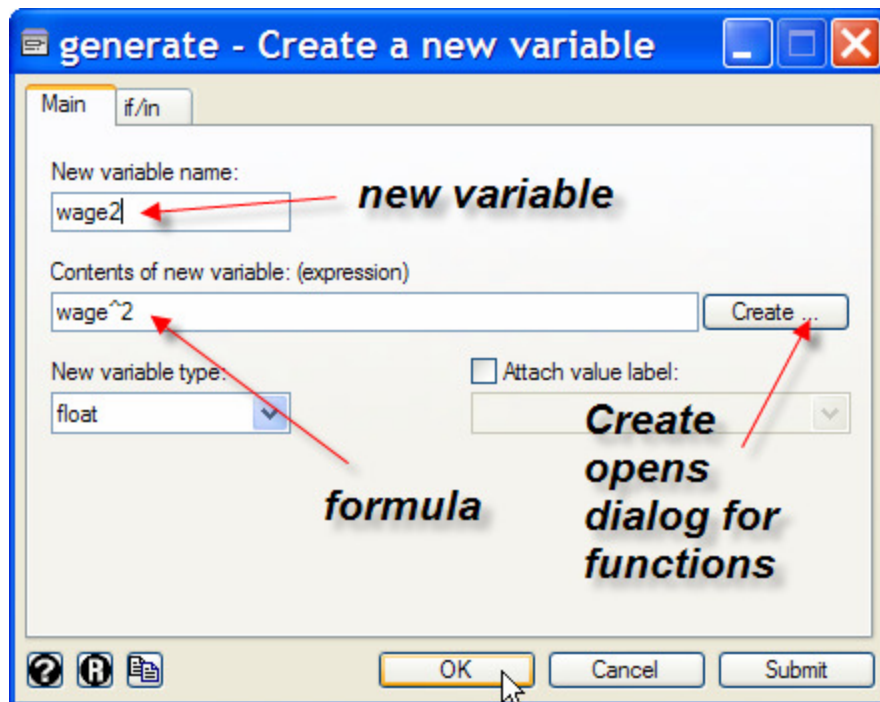 generate - Create a new variable
Main if/in
New variable name:
new variable
wage2
Contents of new variable: (expression)
wage^2
Create ...
New variable type:
Attach value label:
float
Create
opens
dialog for
functions
formula
? R
OK Cancel Submit